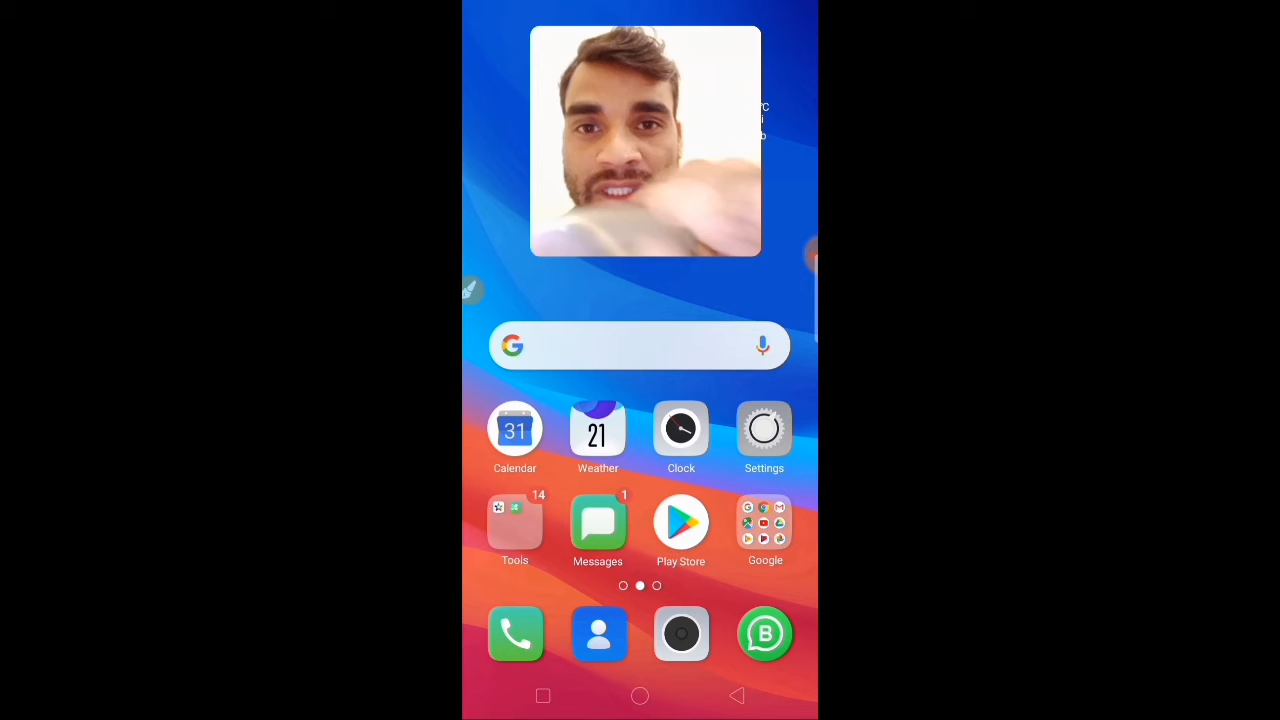 °C
i
b
G
31
21
Calendar
Weather
Clock
Settings
14
1
Tools
Messages
Play Store
Google
B